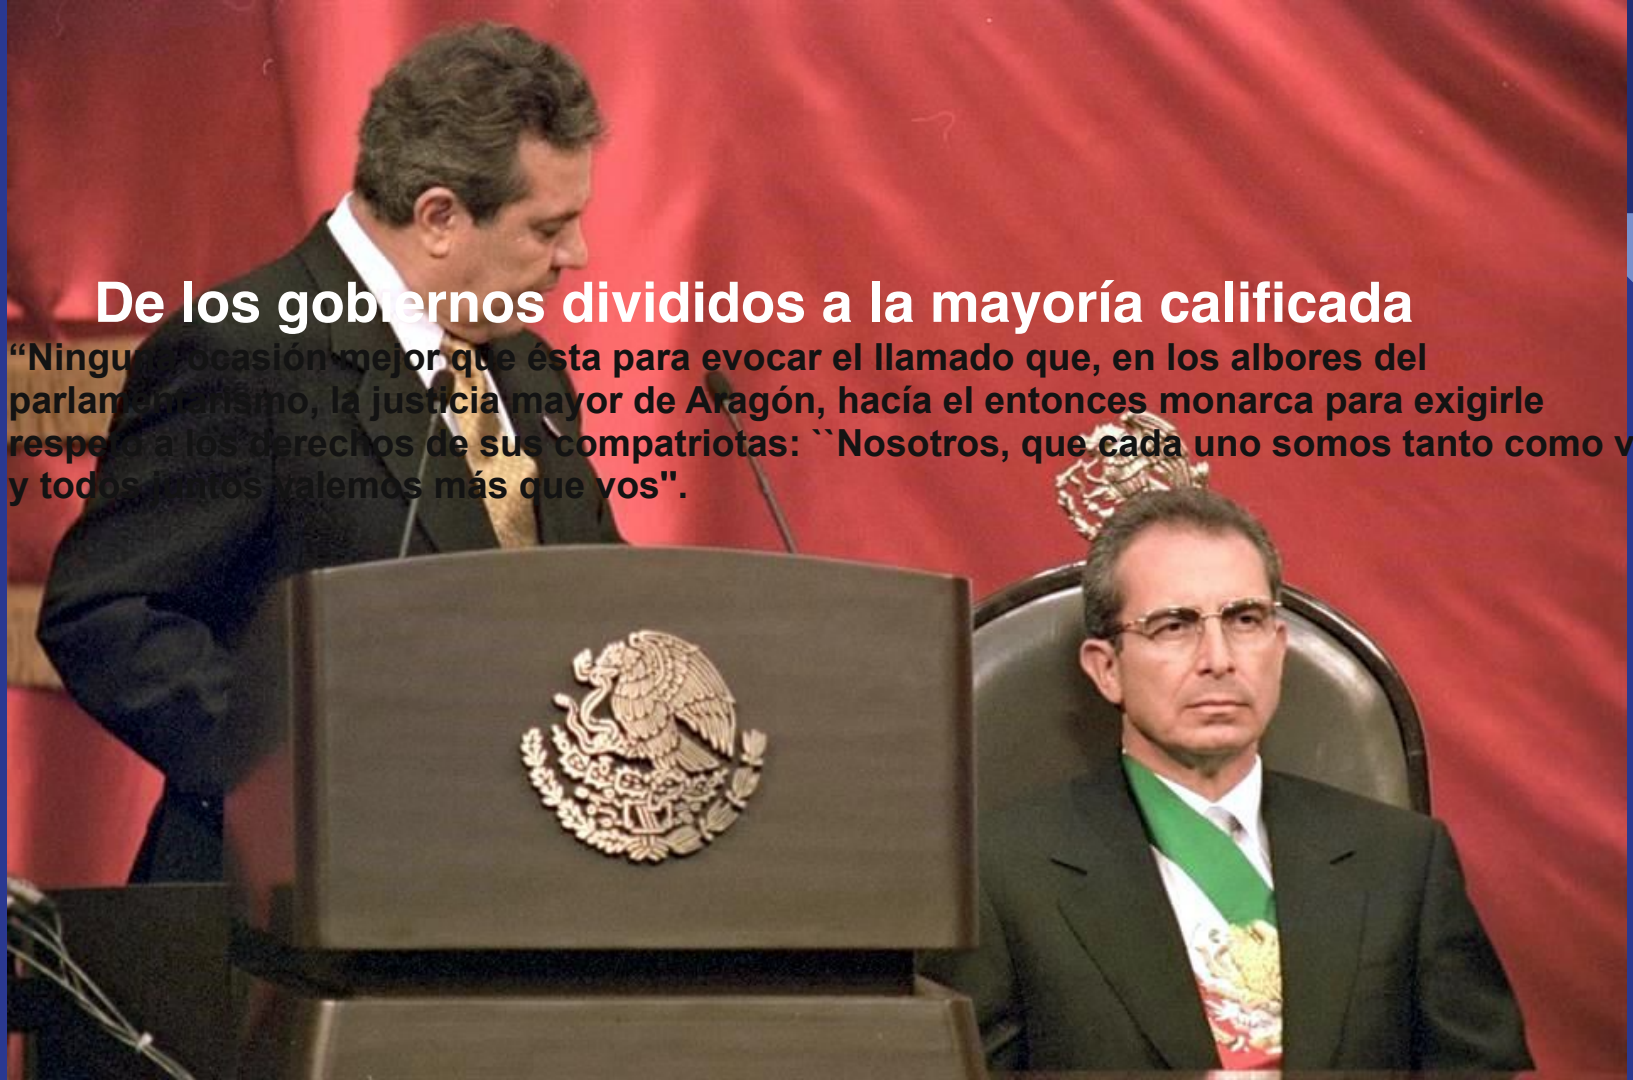 De los gobiernos divididos a la mayoría calificada
“Ninguna ocasión mejor que ésta para evocar el llamado que, en los albores del
parlamentarismo, la justicia mayor de Aragón, hacía el entonces monarca para exigirle
respeto a los derechos de sus compatriotas: ``Nosotros, que cada uno somos tanto como v
y todos juntos valemos más que vos".